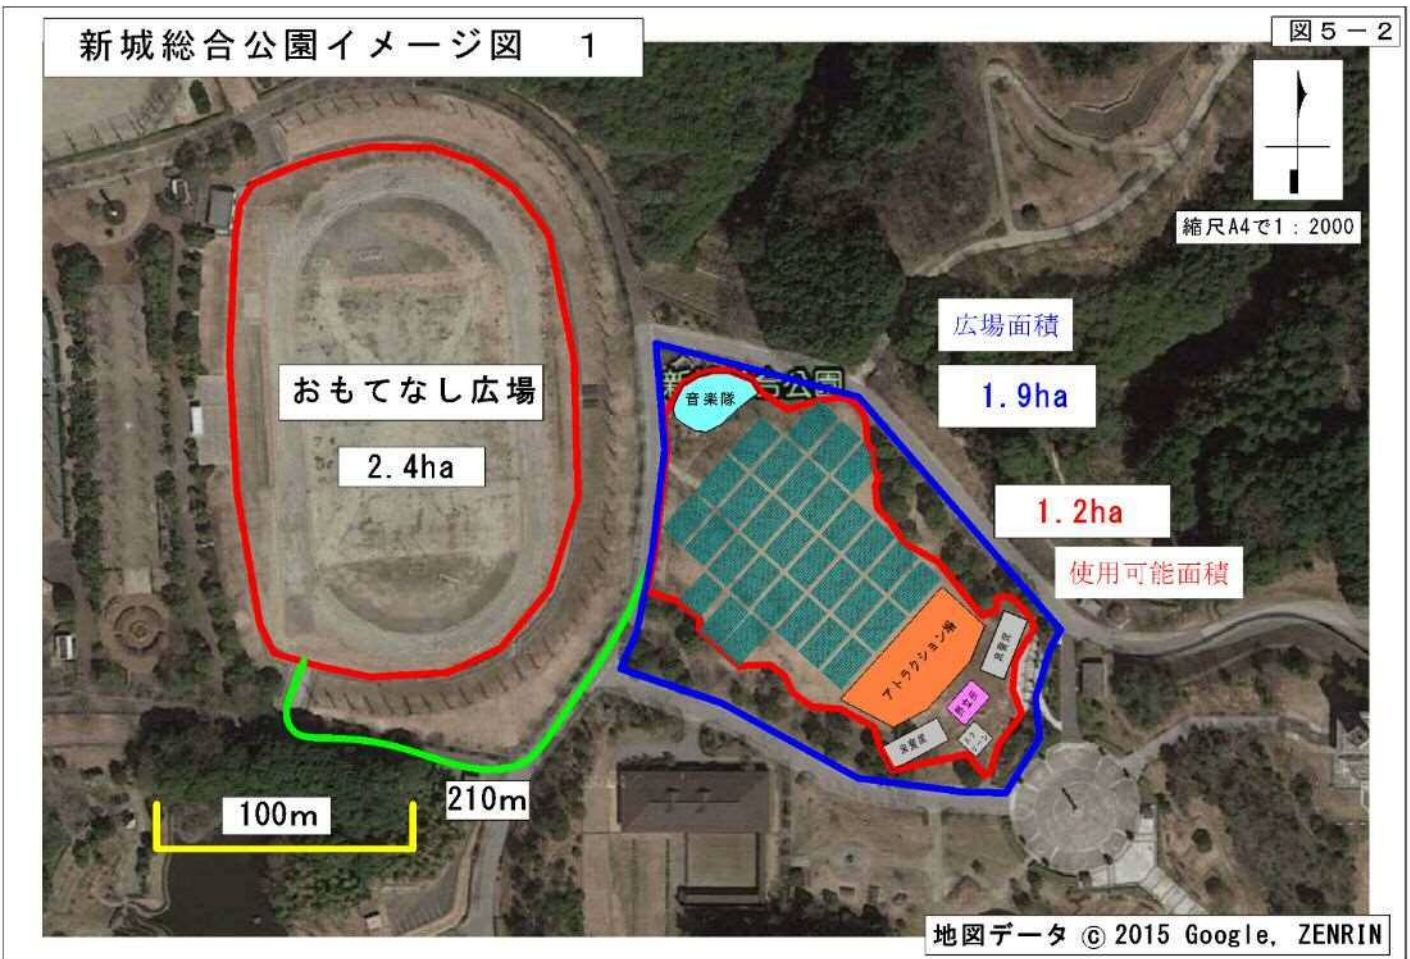 新城総合公園イメージ図　1
図５－２
縮尺A4で1：2000
広場面積
1.9ha
おもてなし広場
2.4ha
音楽隊
1.2ha
使用可能面積
アトラクション場
210m
100m
地図データ © 2015 Google, ZENRIN